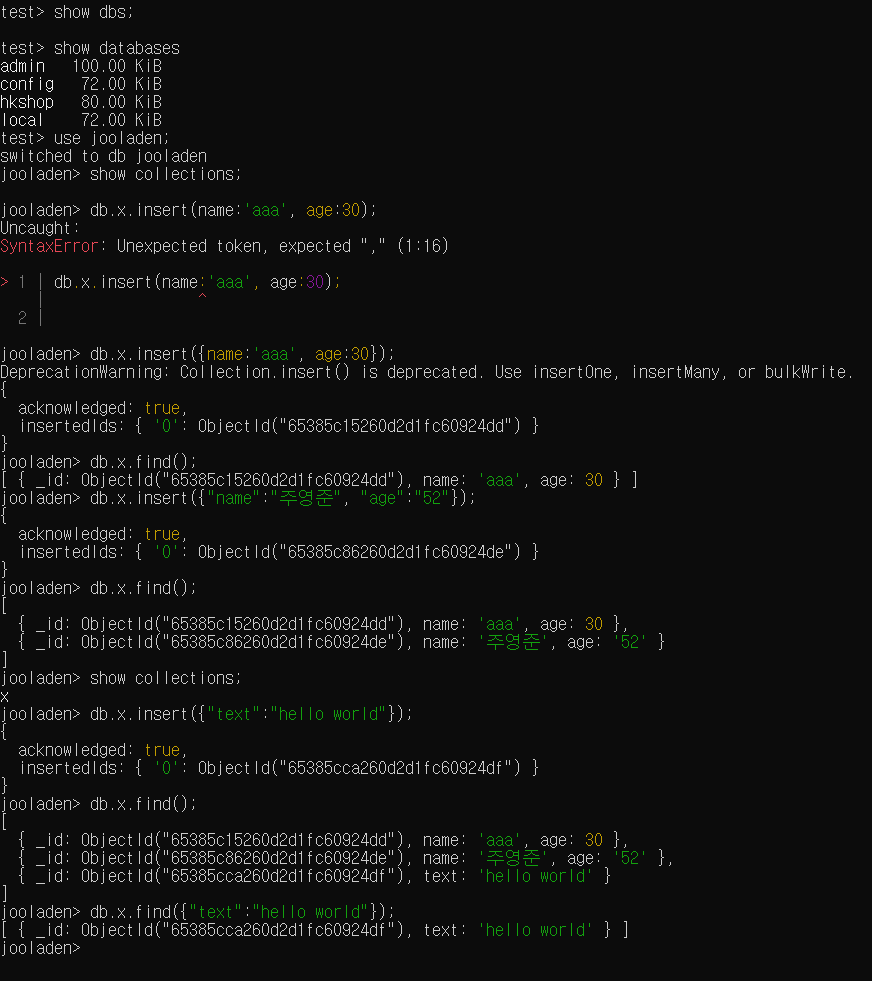 test> show dbs;
test> show databases
admin   100.00 KiB
config   72.00 KiB
hkshop   80.00 KiB
local    72.00 KiB
test> use jooladen;
switched to db jooladen
jooladen> show collections;
jooladen> db.x.insert(name:'aaa', age:30);
Uncaught:
SyntaxError: Unexpected token, expected "," (1:16)
> 1 | db.x.insert(name:'aaa', age:30);
    |                 ^
  2 |
jooladen> db.x.insert({name:'aaa', age:30});
DeprecationWarning: Collection.insert() is deprecated. Use insertOne, insertMany, or bulkWrite.
{
  acknowledged: true,
  insertedIds: { '0': ObjectId("65385c15260d2d1fc60924dd") }
}
jooladen> db.x.find();
[ { _id: ObjectId("65385c15260d2d1fc60924dd"), name: 'aaa', age: 30 } ]
jooladen> db.x.insert({"name":"주영준", "age":"52"});
{
  acknowledged: true,
  insertedIds: { '0': ObjectId("65385c86260d2d1fc60924de") }
}
jooladen> db.x.find();
[
  { _id: ObjectId("65385c15260d2d1fc60924dd"), name: 'aaa', age: 30 },
  { _id: ObjectId("65385c86260d2d1fc60924de"), name: '주영준', age: '52' }
]
jooladen> show collections;
x
jooladen> db.x.insert({"text":"hello world"});
{
  acknowledged: true,
  insertedIds: { '0': ObjectId("65385cca260d2d1fc60924df") }
}
jooladen> db.x.find();
[
  { _id: ObjectId("65385c15260d2d1fc60924dd"), name: 'aaa', age: 30 },
  { _id: ObjectId("65385c86260d2d1fc60924de"), name: '주영준', age: '52' },
  { _id: ObjectId("65385cca260d2d1fc60924df"), text: 'hello world' }
]
jooladen> db.x.find({"text":"hello world"});
[ { _id: ObjectId("65385cca260d2d1fc60924df"), text: 'hello world' } ]
jooladen>